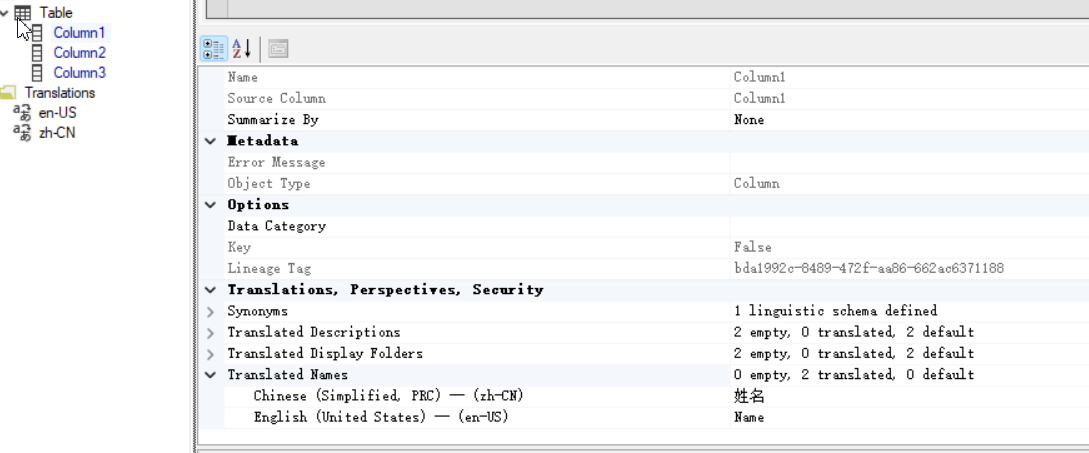 Table
Column1
Column2
Column3
Translations
en-US
zh-CN
Name Column1
Source Column Column1
Summarize By None
Metadata
Error Message
Object Type Column
Options
Data Category
Key False
Lineage Tag bda1992c-8489-472f-aa86-662ac6371188
Translations, Perspectives, Security
Synonyms 1 linguistic schema defined
Translated Descriptions 2 empty, 0 translated, 2 default
Translated Display Folders 2 empty, 0 translated, 2 default
Translated Names 0 empty, 2 translated, 0 default
Chinese (Simplified, PRC) — (zh-CN) 姓名
English (United States) — (en-US) Name